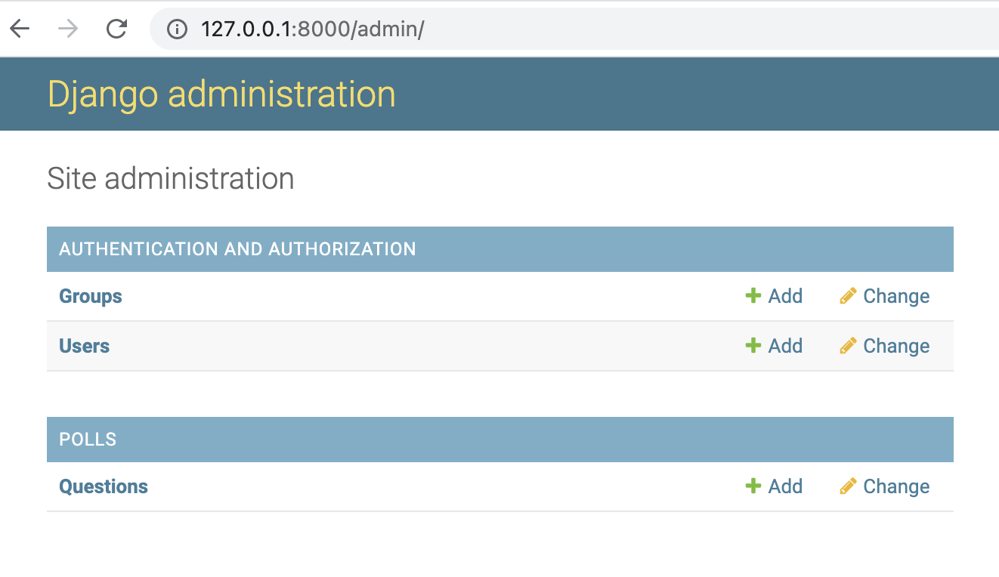 127.0.0.1:8000/admin/
Django administration
Site administration
AUTHENTICATION AND AUTHORIZATION
Groups Add Change
Users Add Change
POLLS
Questions Add Change